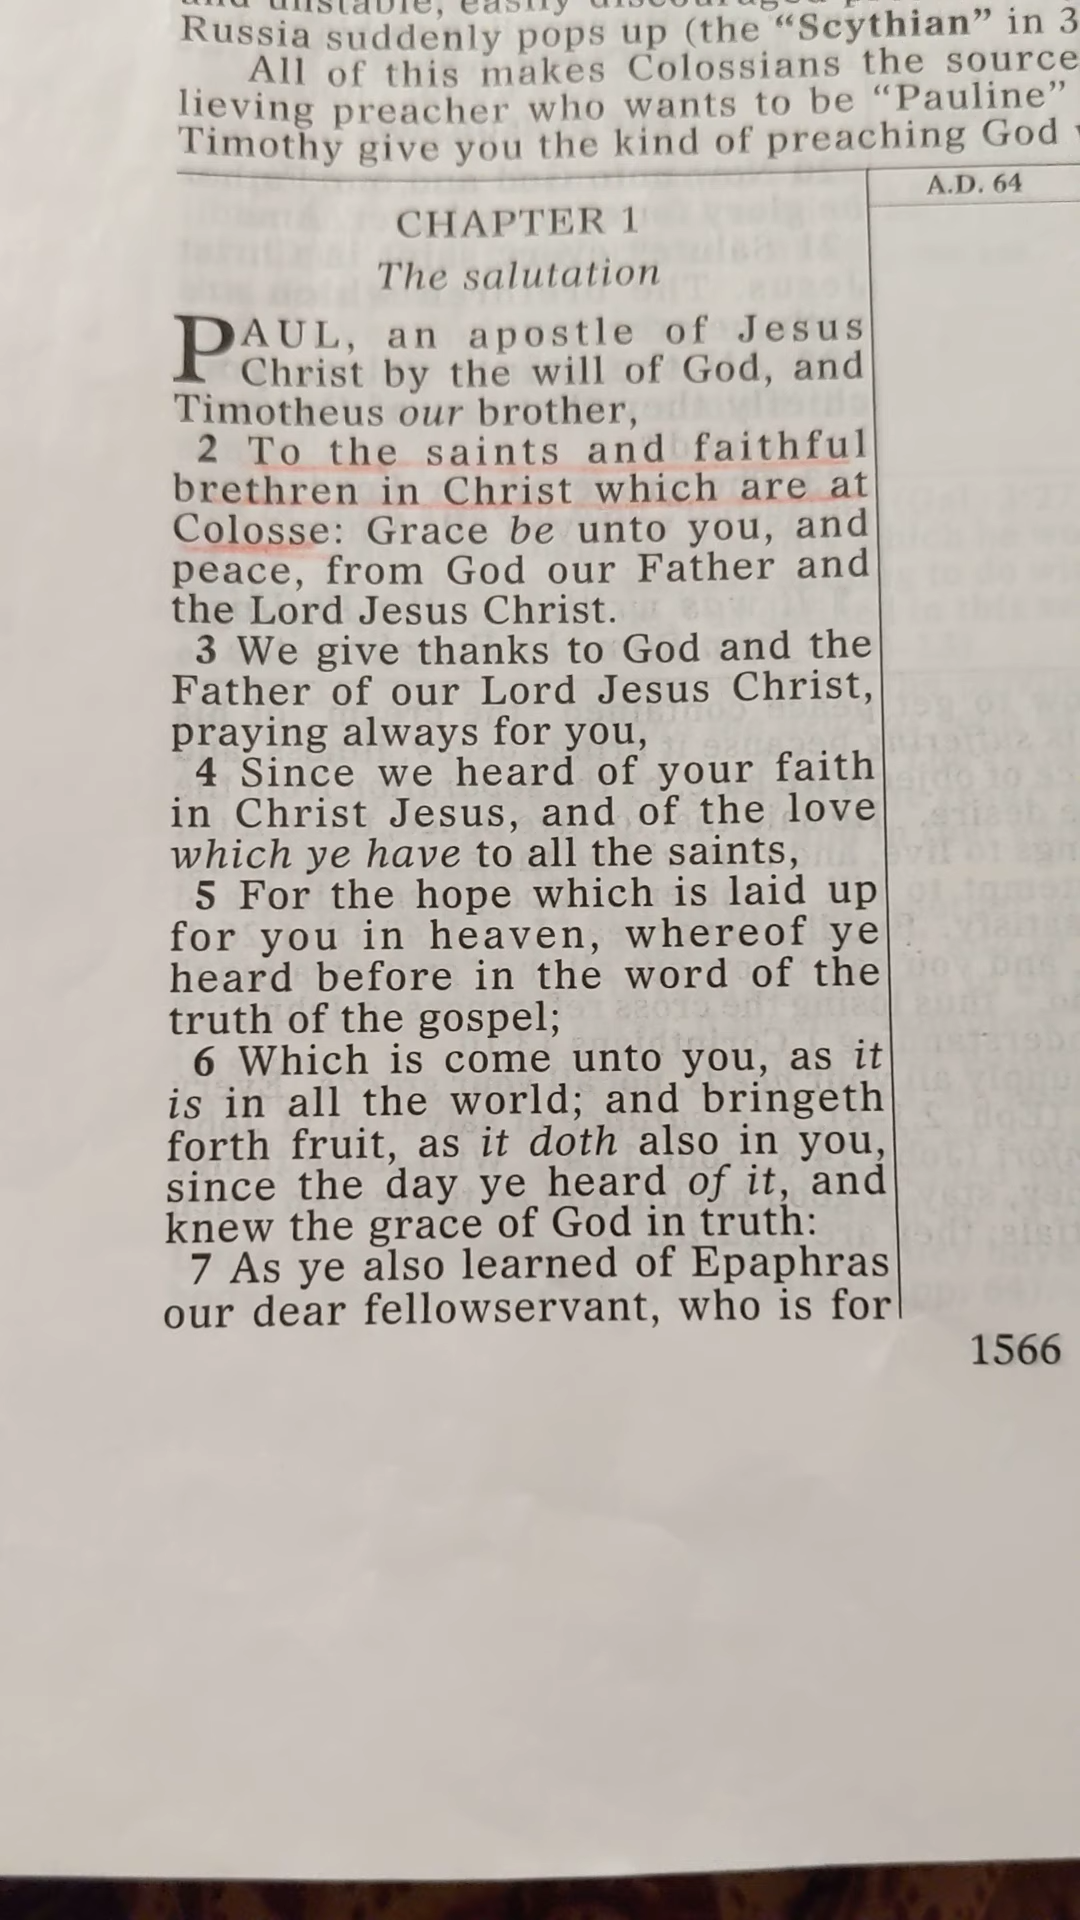 Russia suddenly pops up (the “Scythian” in 3
All of this makes Colossians the source
lieving preacher who wants to be “Pauline”
Timothy give you the kind of preaching God
A.D. 64
CHAPTER 1
The salutation
PAUL, an apostle of Jesus
Christ by the will of God, and
Timotheus our brother,
2 To the saints and faithful
brethren in Christ which are at
Colosse: Grace be unto you, and
peace, from God our Father and
the Lord Jesus Christ.
3 We give thanks to God and the
Father of our Lord Jesus Christ,
praying always for you,
4 Since we heard of your faith
in Christ Jesus, and of the love
which ye have to all the saints,
5 For the hope which is laid up
for you in heaven, whereof ye
heard before in the word of the
truth of the gospel;
6 Which is come unto you, as it
is in all the world; and bringeth
forth fruit, as it doth also in you,
since the day ye heard of it, and
knew the grace of God in truth:
7 As ye also learned of Epaphras
our dear fellowservant, who is for
1566